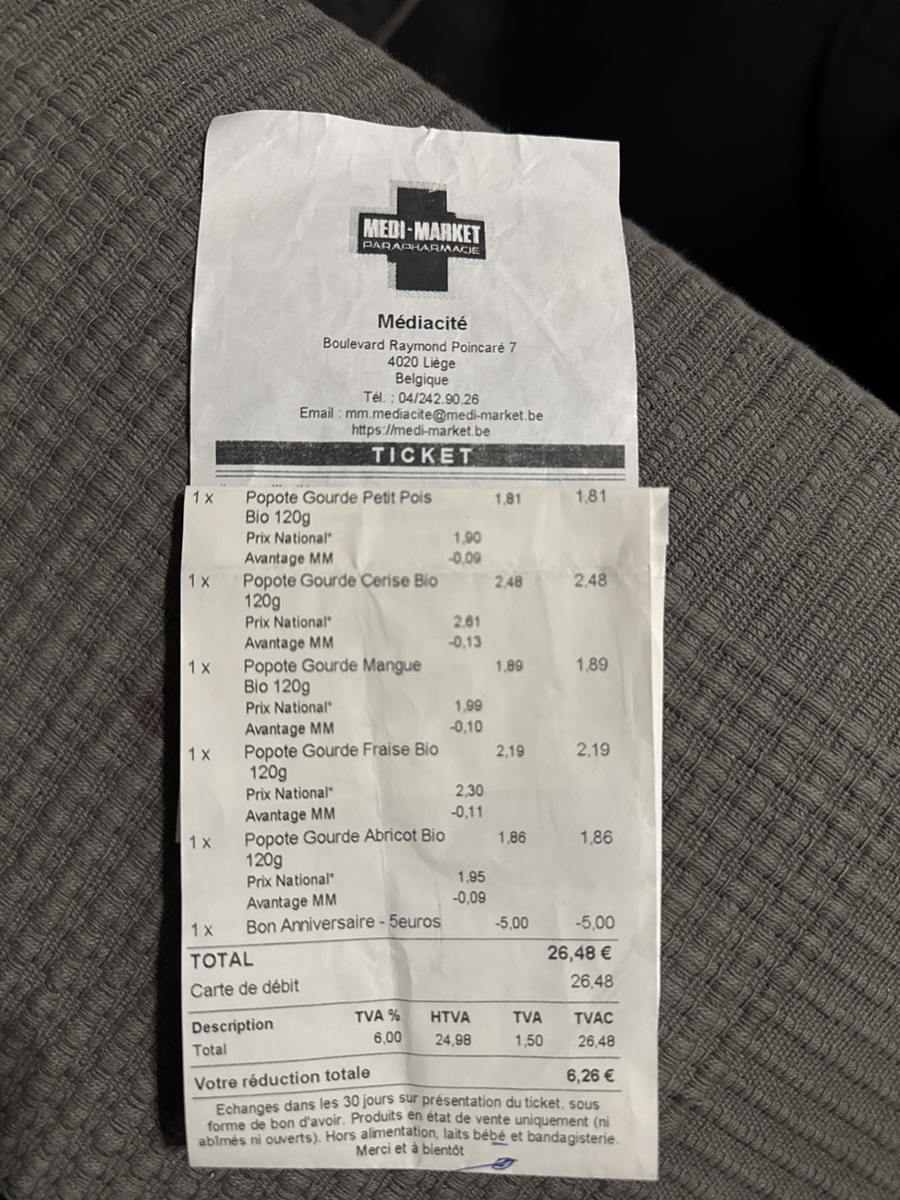 MEDI-MARKET
PARAPHARMACIE
Médiacité
Boulevard Raymond Poincaré 7
4020 Liège
Belgique
Tél. : 04/242.90.26
Email : mm.mediacite@medi-market.be
https://medi-market.be
TICKET
1 x Popote Gourde Petit Pois 1,81 1,81
Bio 120g
Prix National* 1,90
Avantage MM -0,09
1 x Popote Gourde Cerise Bio 2,48 2,48
120g
Prix National* 2,61
Avantage MM -0,13
1 x Popote Gourde Mangue 1,89 1,89
Bio 120g
Prix National* 1,99
Avantage MM -0,10
1 x Popote Gourde Fraise Bio 2,19 2,19
120g
Prix National* 2,30
Avantage MM -0,11
1 x Popote Gourde Abricot Bio 1,86 1,86
120g
Prix National* 1,95
Avantage MM -0,09
1 x Bon Anniversaire - 5euros -5,00 -5,00
TOTAL 26,48 €
Carte de débit 26,48
Description TVA % HTVA TVA TVAC
Total 6,00 24,98 1,50 26,48
Votre réduction totale 6,26 €
Echanges dans les 30 jours sur présentation du ticket, sous
forme de bon d'avoir. Produits en état de vente uniquement (ni
abîmés ni ouverts). Hors alimentation, laits bébé et bandagisterie.
Merci et à bientôt